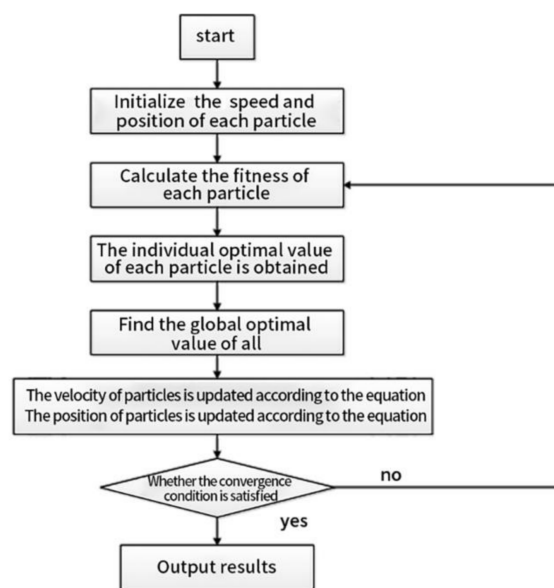 start
Initialize the speed and
position of each particle
Calculate the fitness of
each particle
The individual optimal value
of each particle is obtained
Find the global optimal
value of all
The velocity of particles is updated according to the equation
The position of particles is updated according to the equation
Whether the convergence
condition is satisfied
no
yes
Output results